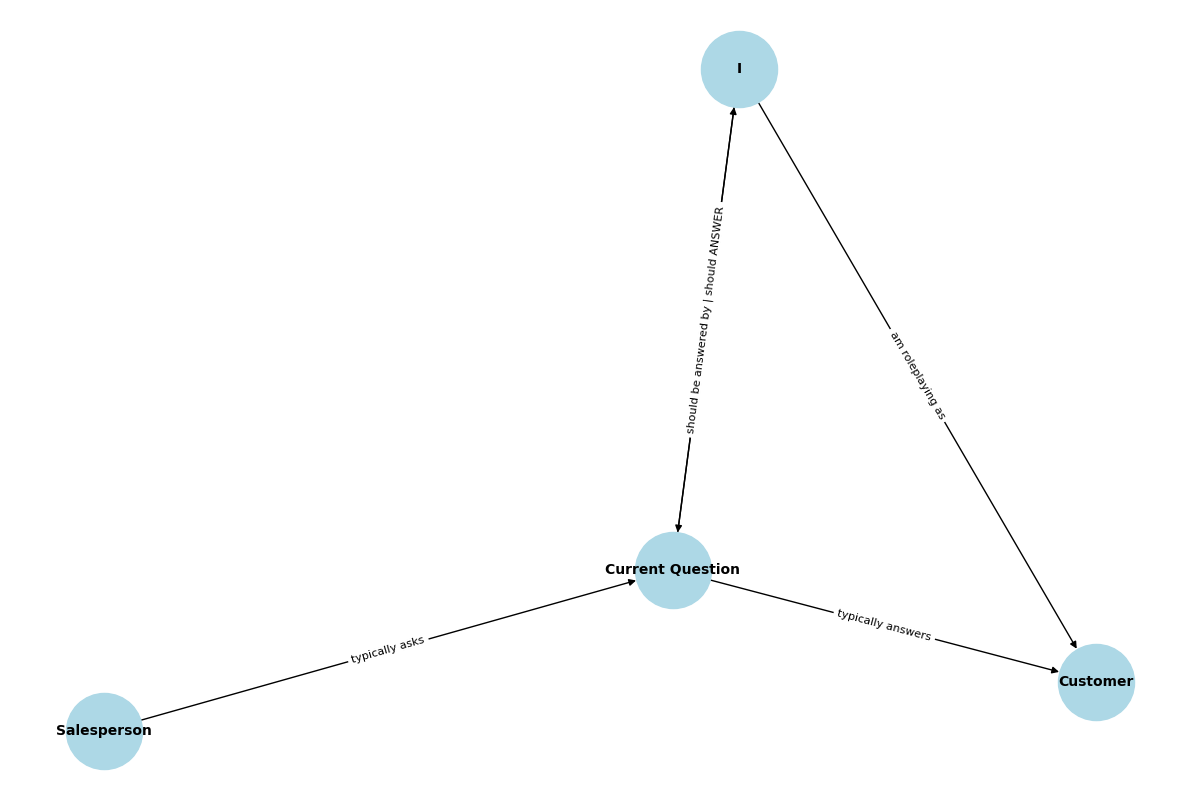 I
should be answered by | should ANSWER
am roleplaying as
Current Question
typically answers
typically asks
Customer
Salesperson